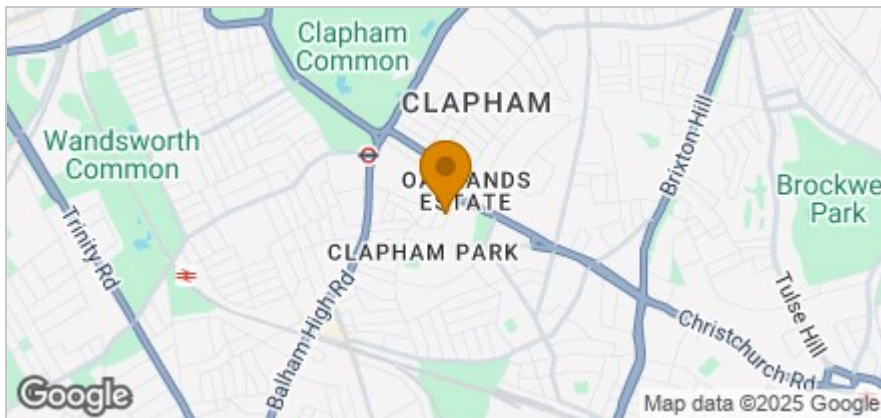 Clapham
Common
CLAPHAM
Wandsworth
Common
Brixton Hill
ESTATE
Brockwe
Park
Trinity Rd
CLAPHAM PARK
Balham High Rd
Tulse Hill
Christchurch Rd
Google
Map data ©2025 Google